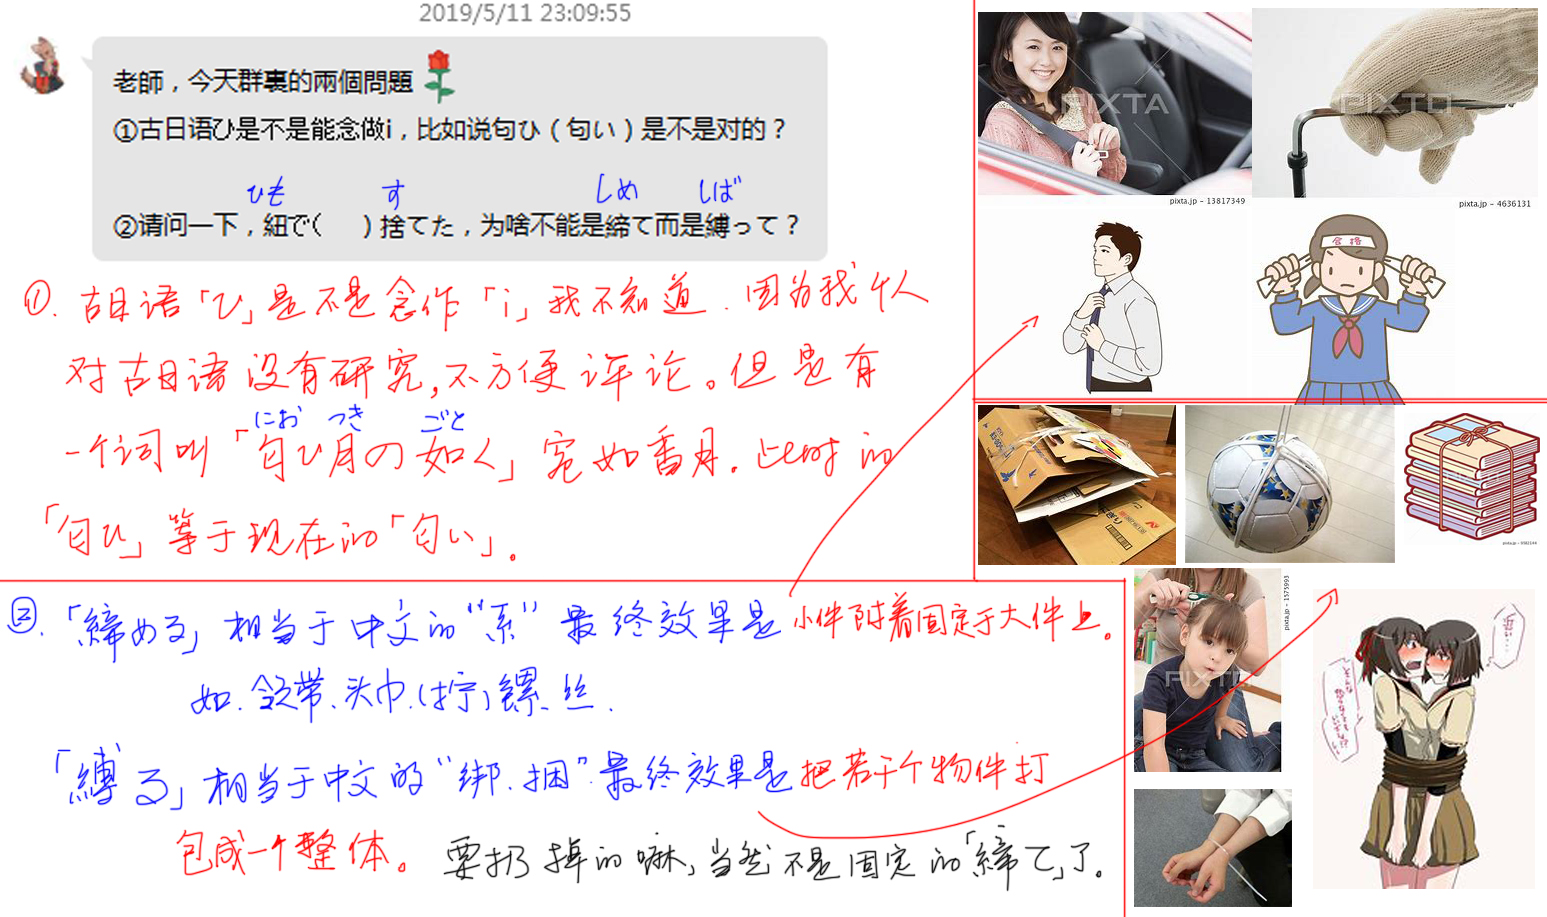 2019/5/11 23:09:55
老師，今天群裏的兩個問題
①古日语ひ是不是能念做i，比如说匂ひ（匂い）是不是对的？
ひも す しめ しば
②请问一下，紐で( )捨てた，为啥不能是締て而是縛って？
①. 古日语「ひ」是不是念作「i」我不知道. 因为我个人
对古日语没有研究,不方便评论。但是有
にお つき ごと
一个词叫「匂ひ月の如く」宛如香月. 此时的
「匂ひ」等于现在的「匂い」。
②.「締める」相当于中文的“系”最终效果是小件附着固定于大件上。
如.领带、头巾、(拧)螺丝.
「縛る」相当于中文的“绑.捆”.最终效果是把若干个物件打
包成一个整体。 要扔掉的嘛,当然不是固定的「締て」了。
PIXTA
pixta.jp - 13817349
PIXTA
pixta.jp - 4636131
合格
pixta.jp - 1575993
PIXTA
近い…